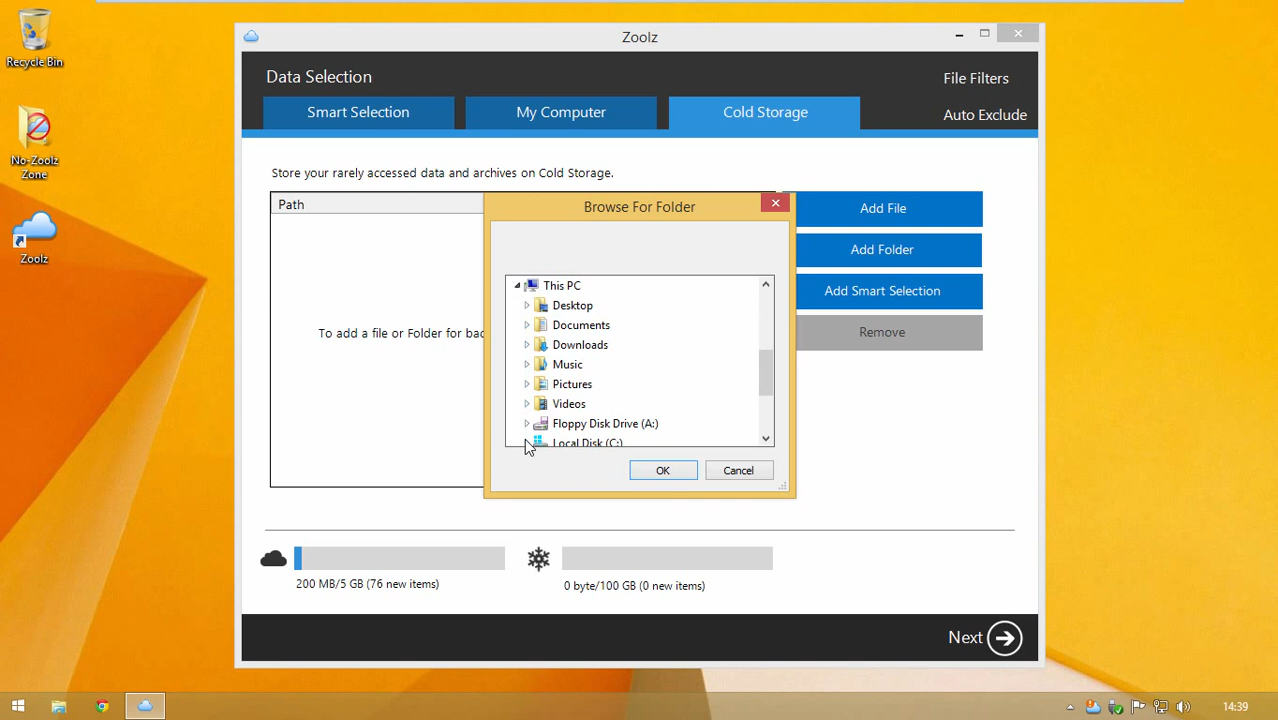 Recycle Bin
No-Zoolz
Zone
Zoolz
Zoolz
Data Selection
File Filters
Smart Selection
My Computer
Cold Storage
Auto Exclude
Store your rarely accessed data and archives on Cold Storage.
Path
To add a file or Folder for bac
Browse For Folder
This PC
Desktop
Documents
Downloads
Music
Pictures
Videos
Floppy Disk Drive (A:)
Local Disk (C:)
OK
Cancel
Add File
Add Folder
Add Smart Selection
Remove
200 MB/5 GB (76 new items)
0 byte/100 GB (0 new items)
Next
14:39